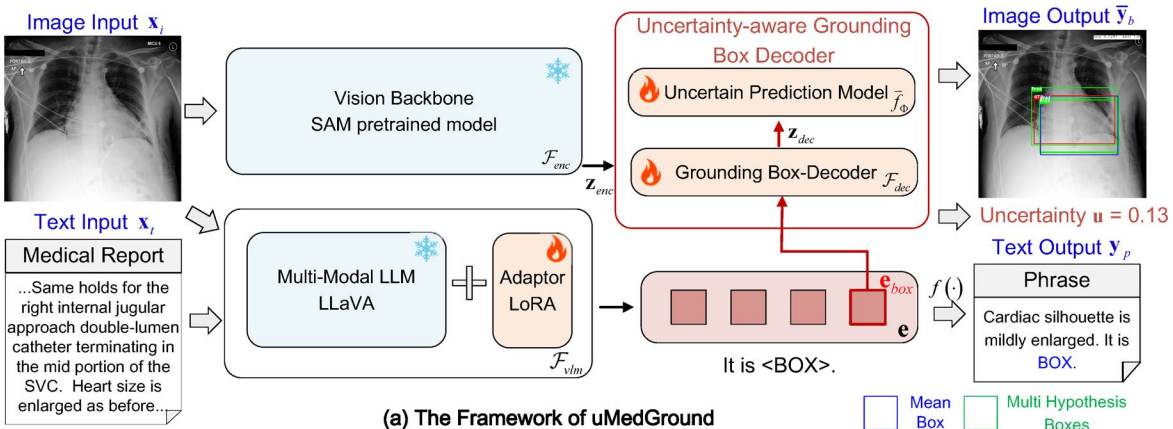 Image Input x_i
Text Input x_t
Medical Report
...Same holds for the
right internal jugular
approach double-lumen
catheter terminating in
the mid portion of the
SVC. Heart size is
enlarged as before...
Vision Backbone
SAM pretrained model
F_enc
z_enc
Multi-Modal LLM
LLaVA
Adaptor
LoRA
F_vlm
Uncertainty-aware Grounding
Box Decoder
Uncertain Prediction Model f̄_Φ
z_dec
Grounding Box-Decoder F_dec
e_box
e
It is <BOX>.
f(·)
Image Output ȳ_b
Uncertainty u = 0.13
Text Output y_p
Phrase
Cardiac silhouette is
mildly enlarged. It is
BOX.
Mean
Box
Multi Hypothesis
Boxes
(a) The Framework of uMedGround